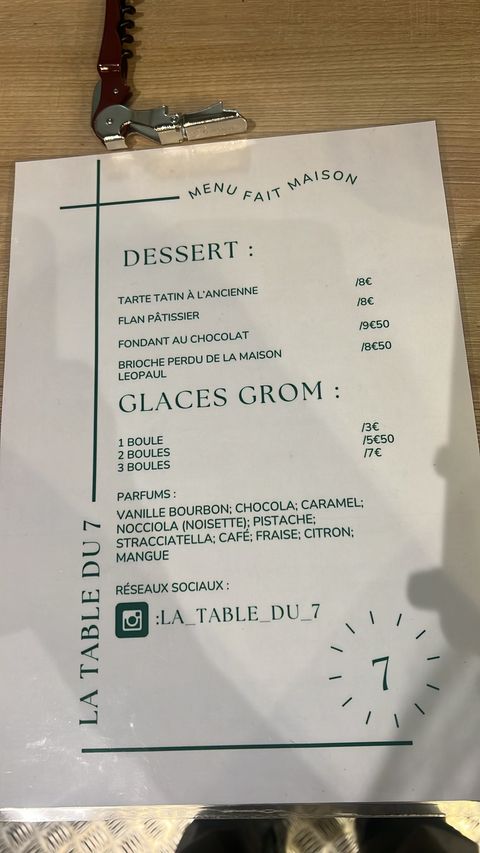 MENU FAIT MAISON
DESSERT :
TARTE TATIN À L'ANCIENNE /8€
FLAN PÂTISSIER /8€
FONDANT AU CHOCOLAT /9€50
BRIOCHE PERDU DE LA MAISON /8€50
LEOPAUL
GLACES GROM :
1 BOULE /3€
2 BOULES /5€50
3 BOULES /7€
PARFUMS :
VANILLE BOURBON; CHOCOLA; CARAMEL;
NOCCIOLA (NOISETTE); PISTACHE;
STRACCIATELLA; CAFÉ; FRAISE; CITRON;
MANGUE
RÉSEAUX SOCIAUX :
:LA_TABLE_DU_7
LA TABLE DU 7
7